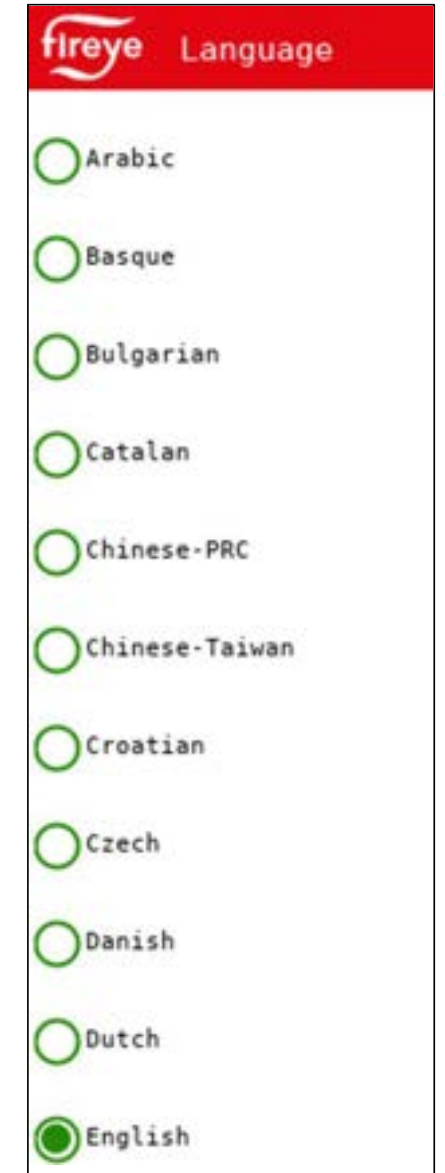 fireye Language
Arabic
Basque
Bulgarian
Catalan
Chinese-PRC
Chinese-Taiwan
Croatian
Czech
Danish
Dutch
English